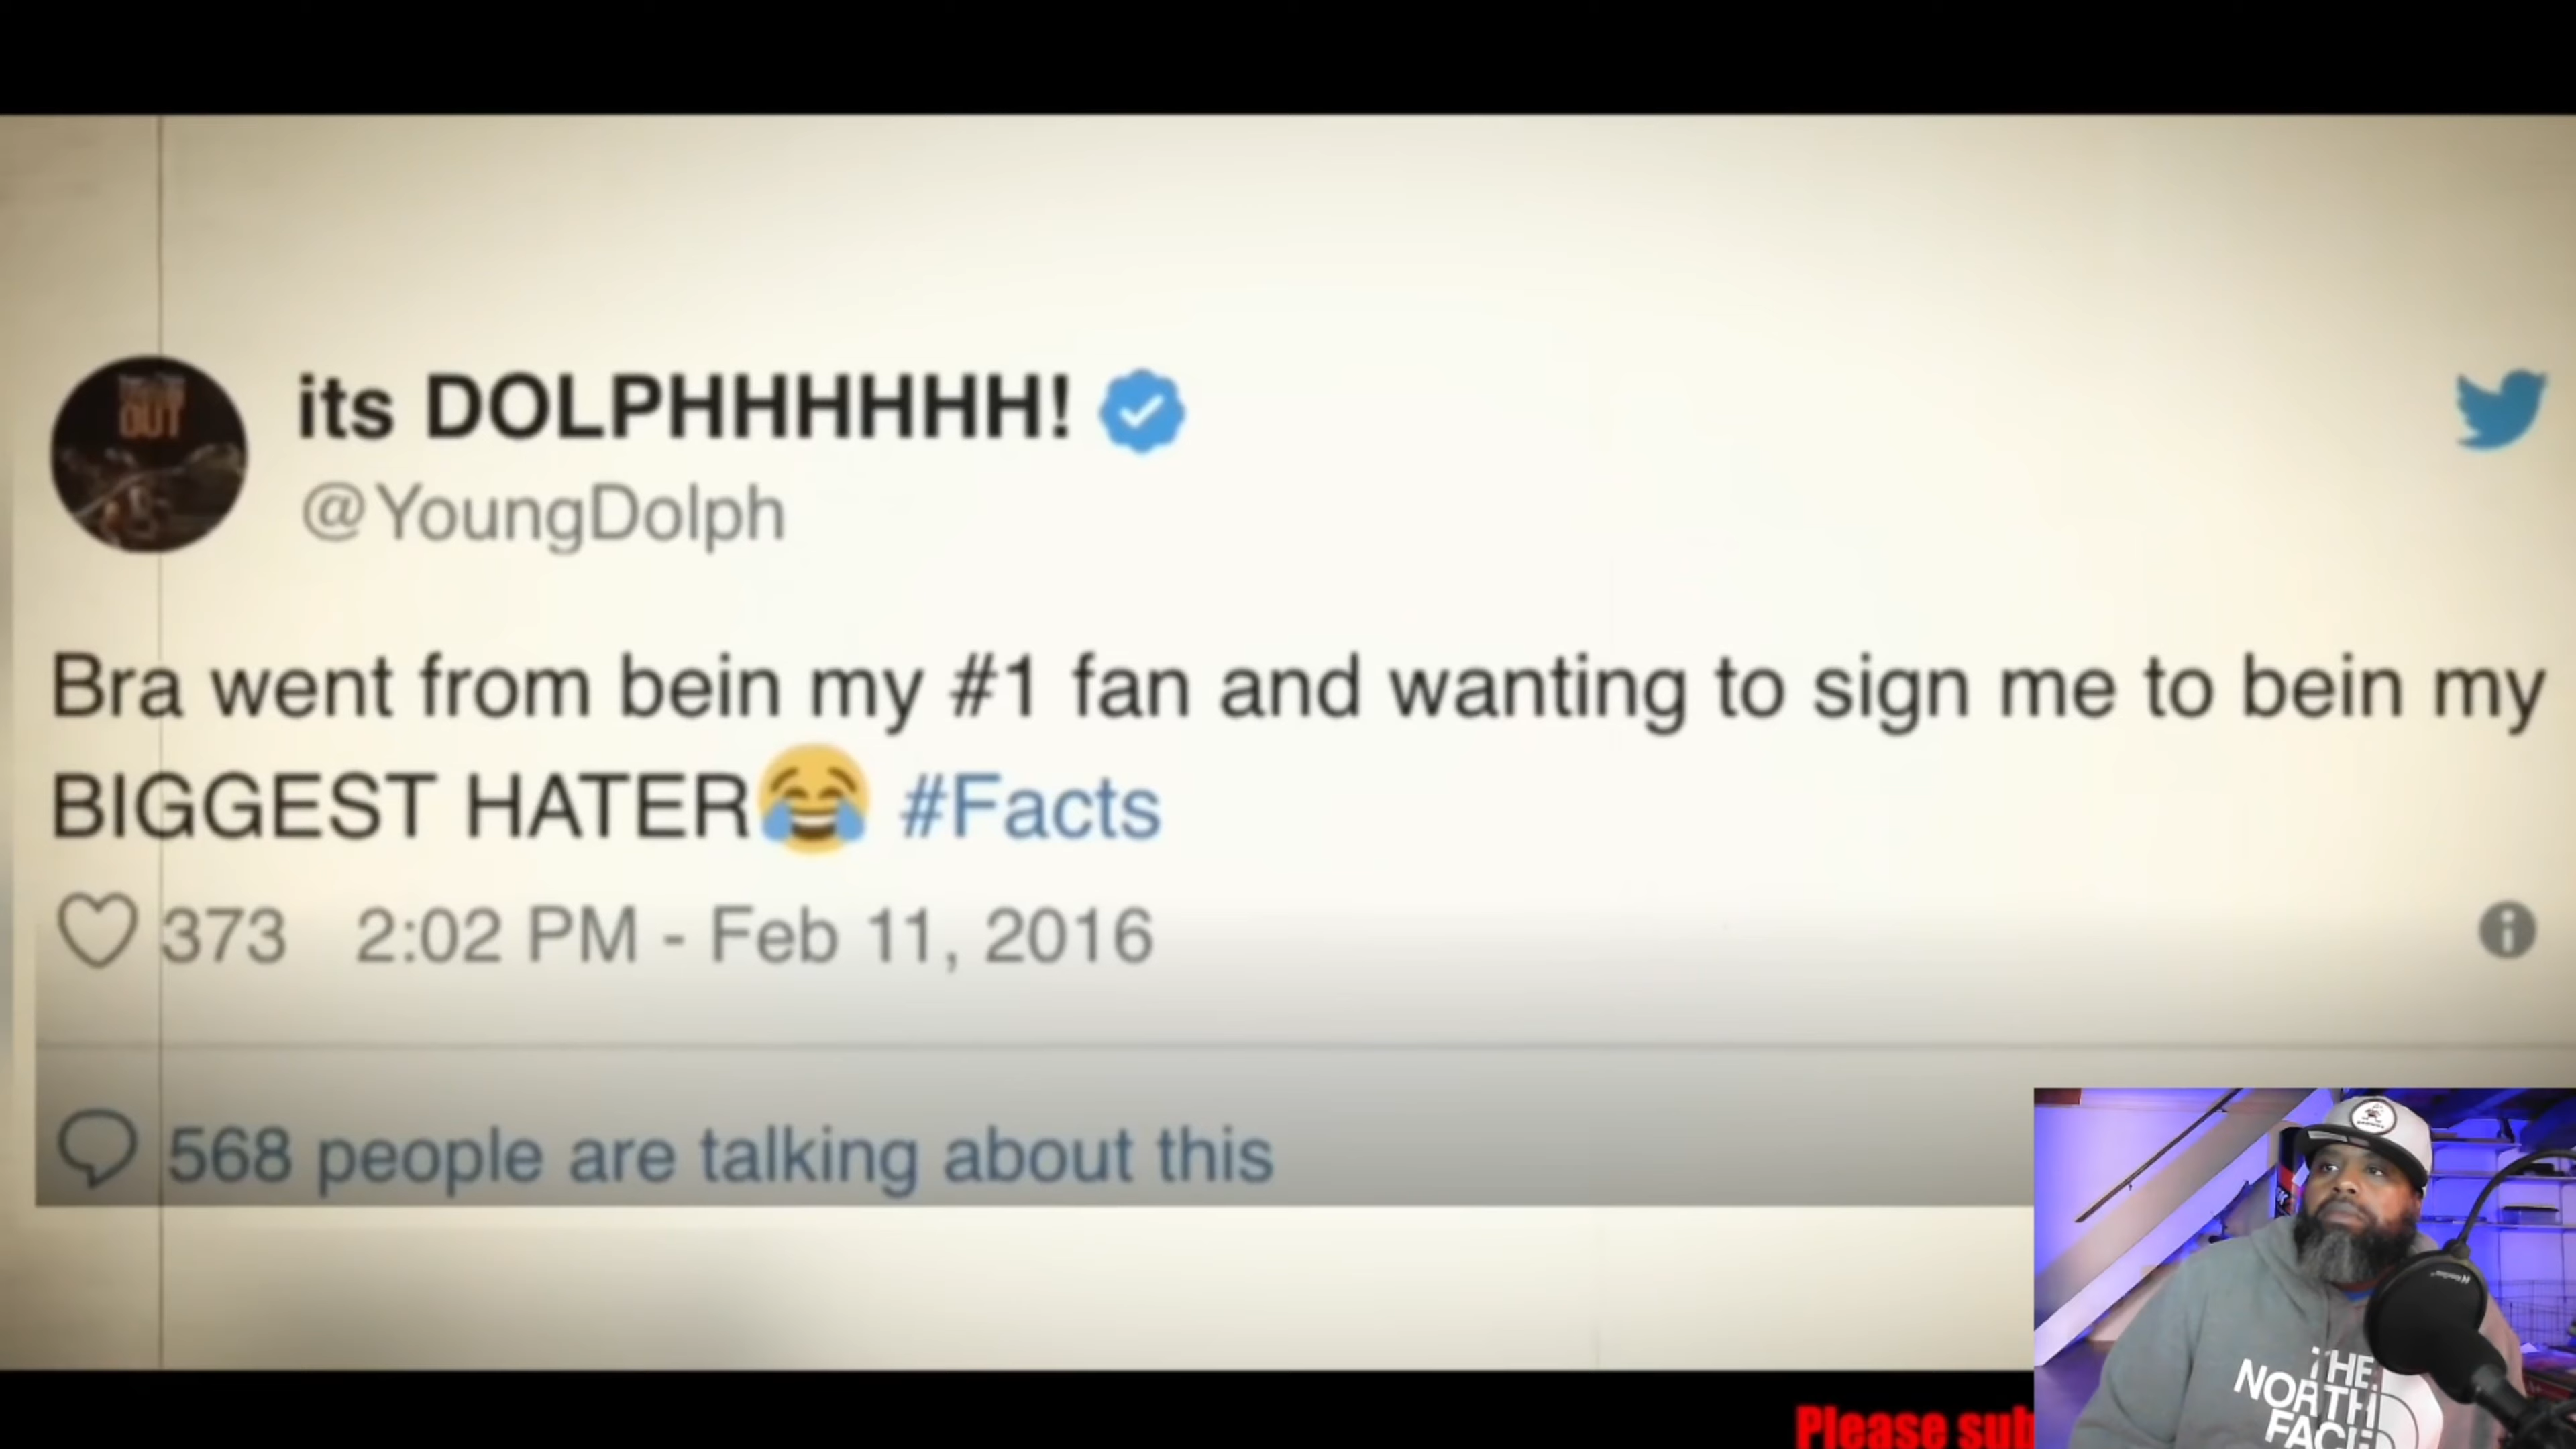 OUT
its DOLPHHHHHH!
@YoungDolph
Bra went from bein my #1 fan and wanting to sign me to bein my
BIGGEST HATER😂 #Facts
373 2:02 PM - Feb 11, 2016
568 people are talking about this
THE
NORTH
FACE
Please sub